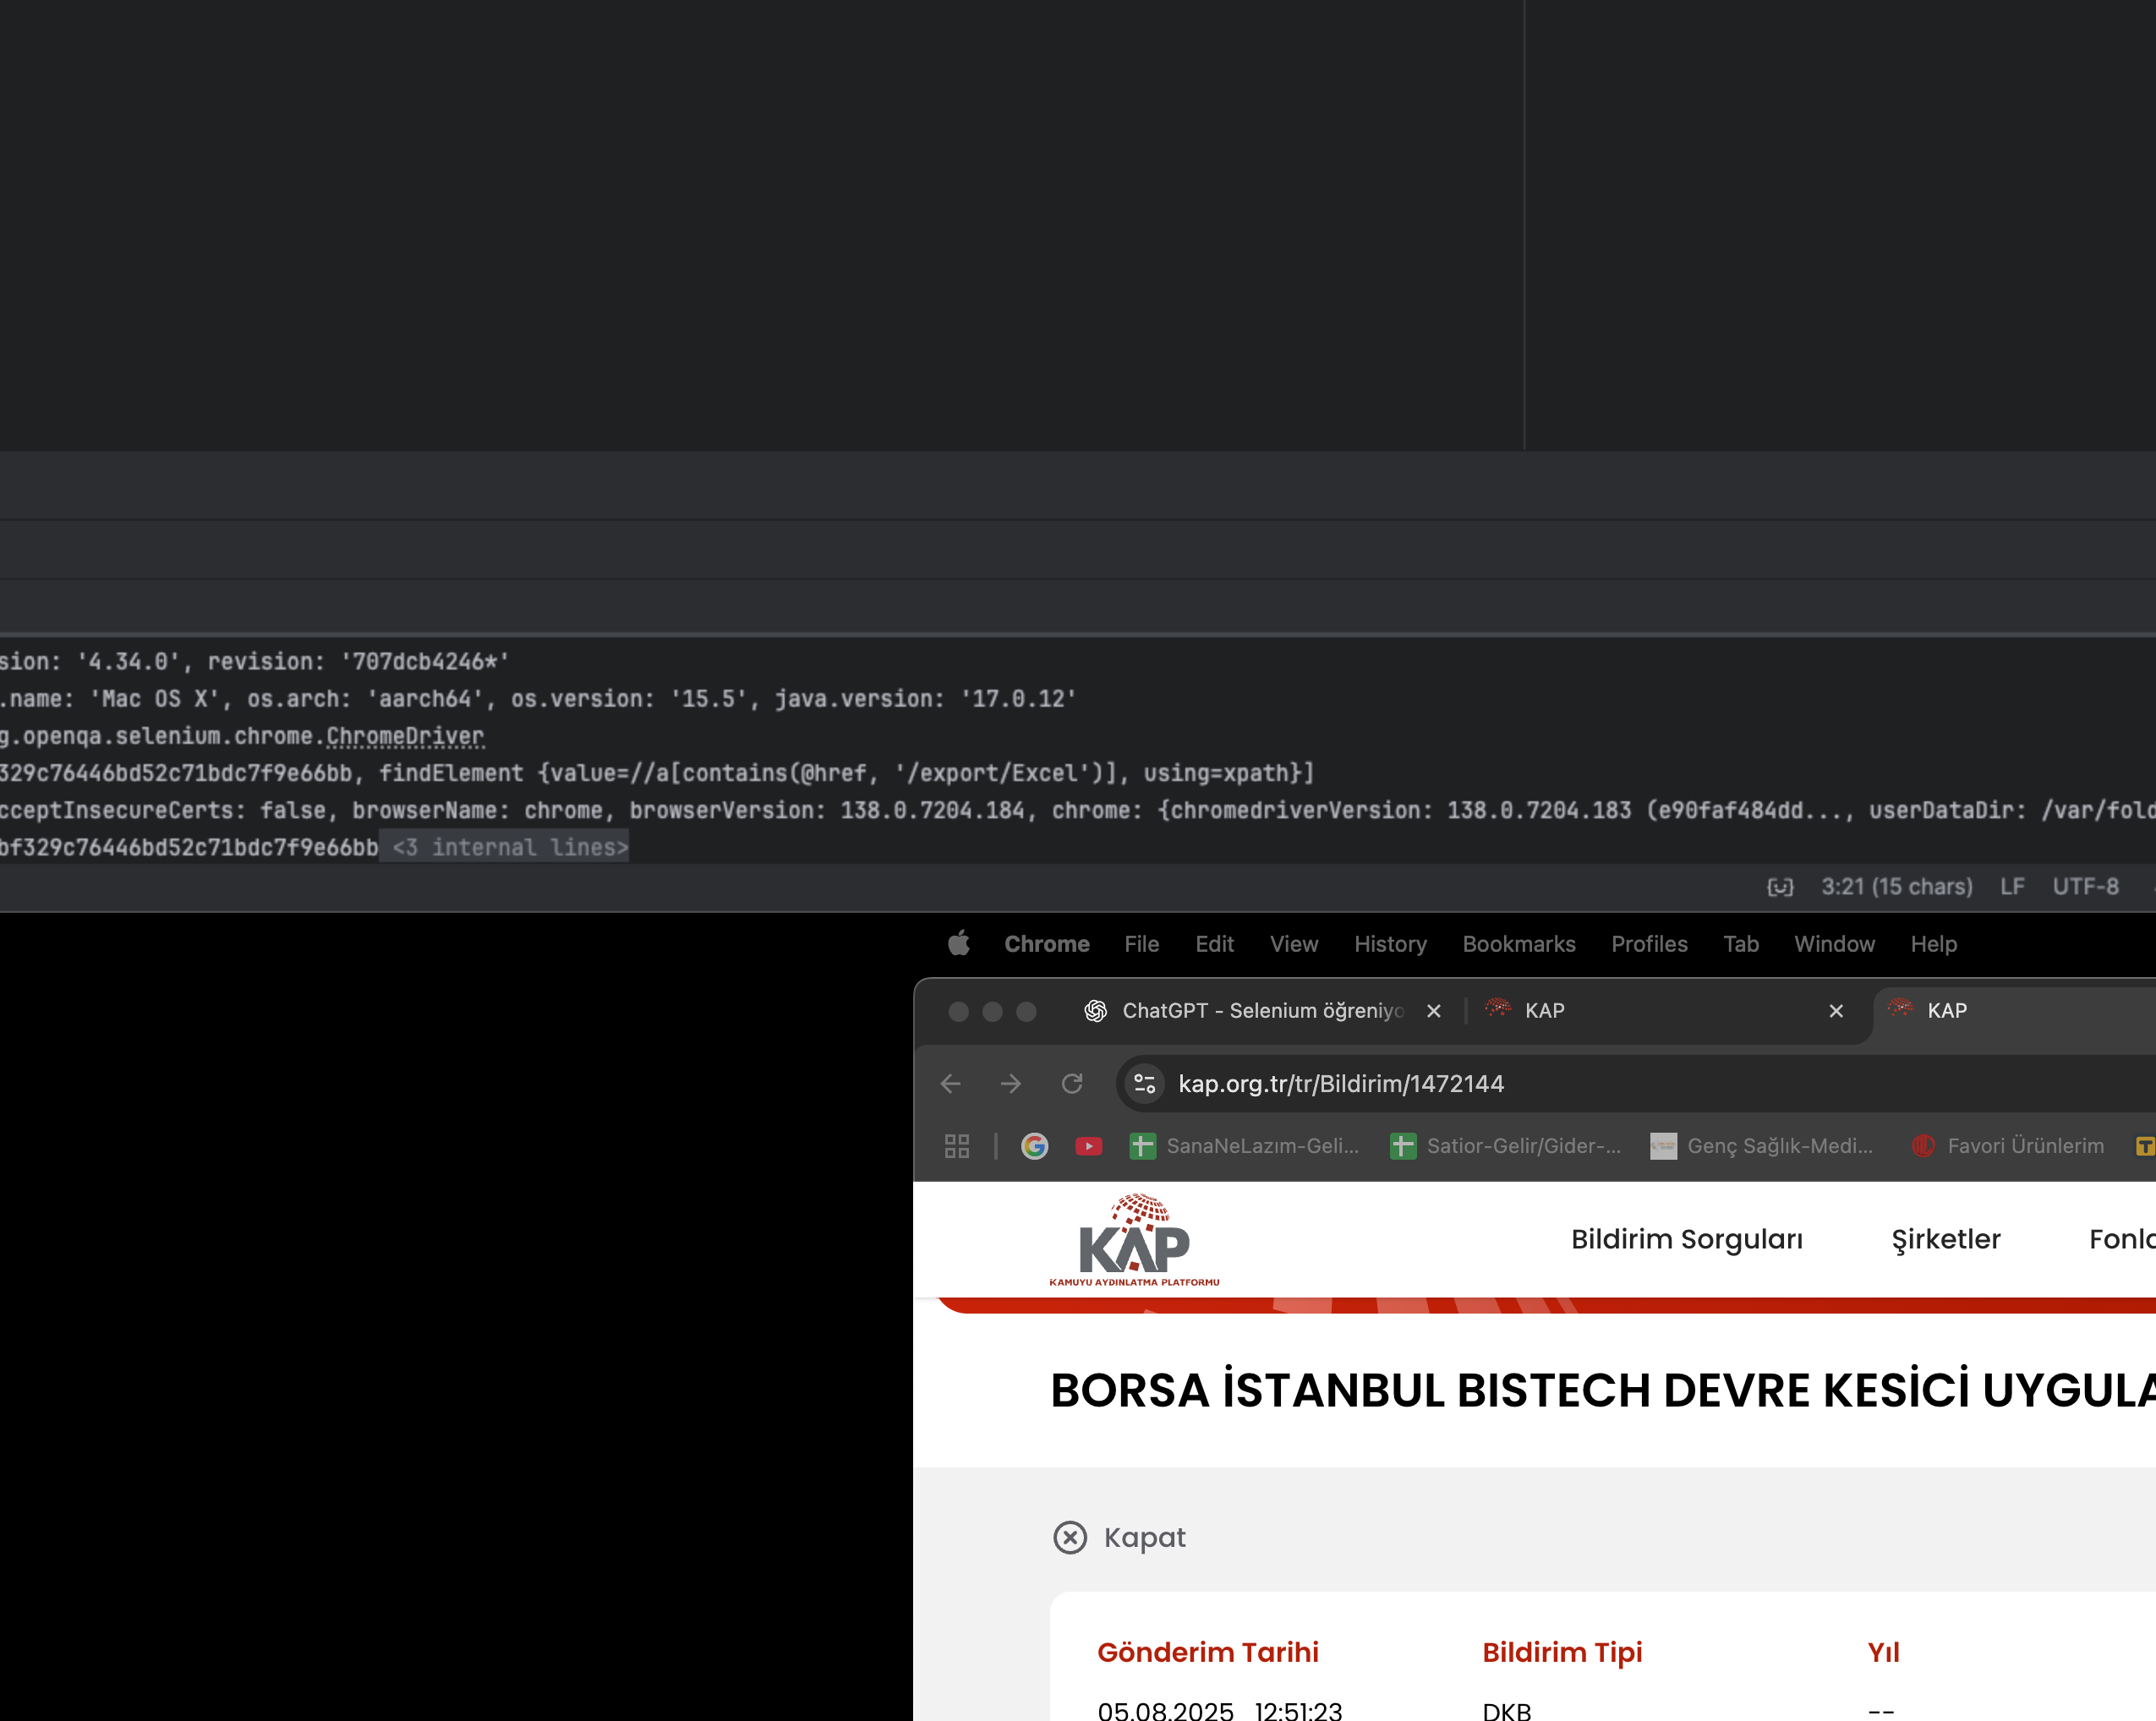 sion: '4.34.0', revision: '707dcb4246*'
.name: 'Mac OS X', os.arch: 'aarch64', os.version: '15.5', java.version: '17.0.12'
g.openqa.selenium.chrome.ChromeDriver
329c76446bd52c71bdc7f9e66bb, findElement {value=//a[contains(@href, '/export/Excel')], using=xpath}]
cceptInsecureCerts: false, browserName: chrome, browserVersion: 138.0.7204.184, chrome: {chromedriverVersion: 138.0.7204.183 (e90faf484dd..., userDataDir: /var/fold
bf329c76446bd52c71bdc7f9e66bb <3 internal lines>
3:21 (15 chars) LF UTF-8
Chrome File Edit View History Bookmarks Profiles Tab Window Help
ChatGPT - Selenium öğreniyo KAP KAP
kap.org.tr/tr/Bildirim/1472144
SanaNeLazım-Geli... Satior-Gelir/Gider-... Genç Sağlık-Medi... Favori Ürünlerim
KAP
KAMUYU AYDINLATMA PLATFORMU
Bildirim Sorguları Şirketler Fonla
BORSA İSTANBUL BISTECH DEVRE KESİCİ UYGULA
Kapat
Gönderim Tarihi Bildirim Tipi Yıl
05.08.2025 12:51:23 DKB --